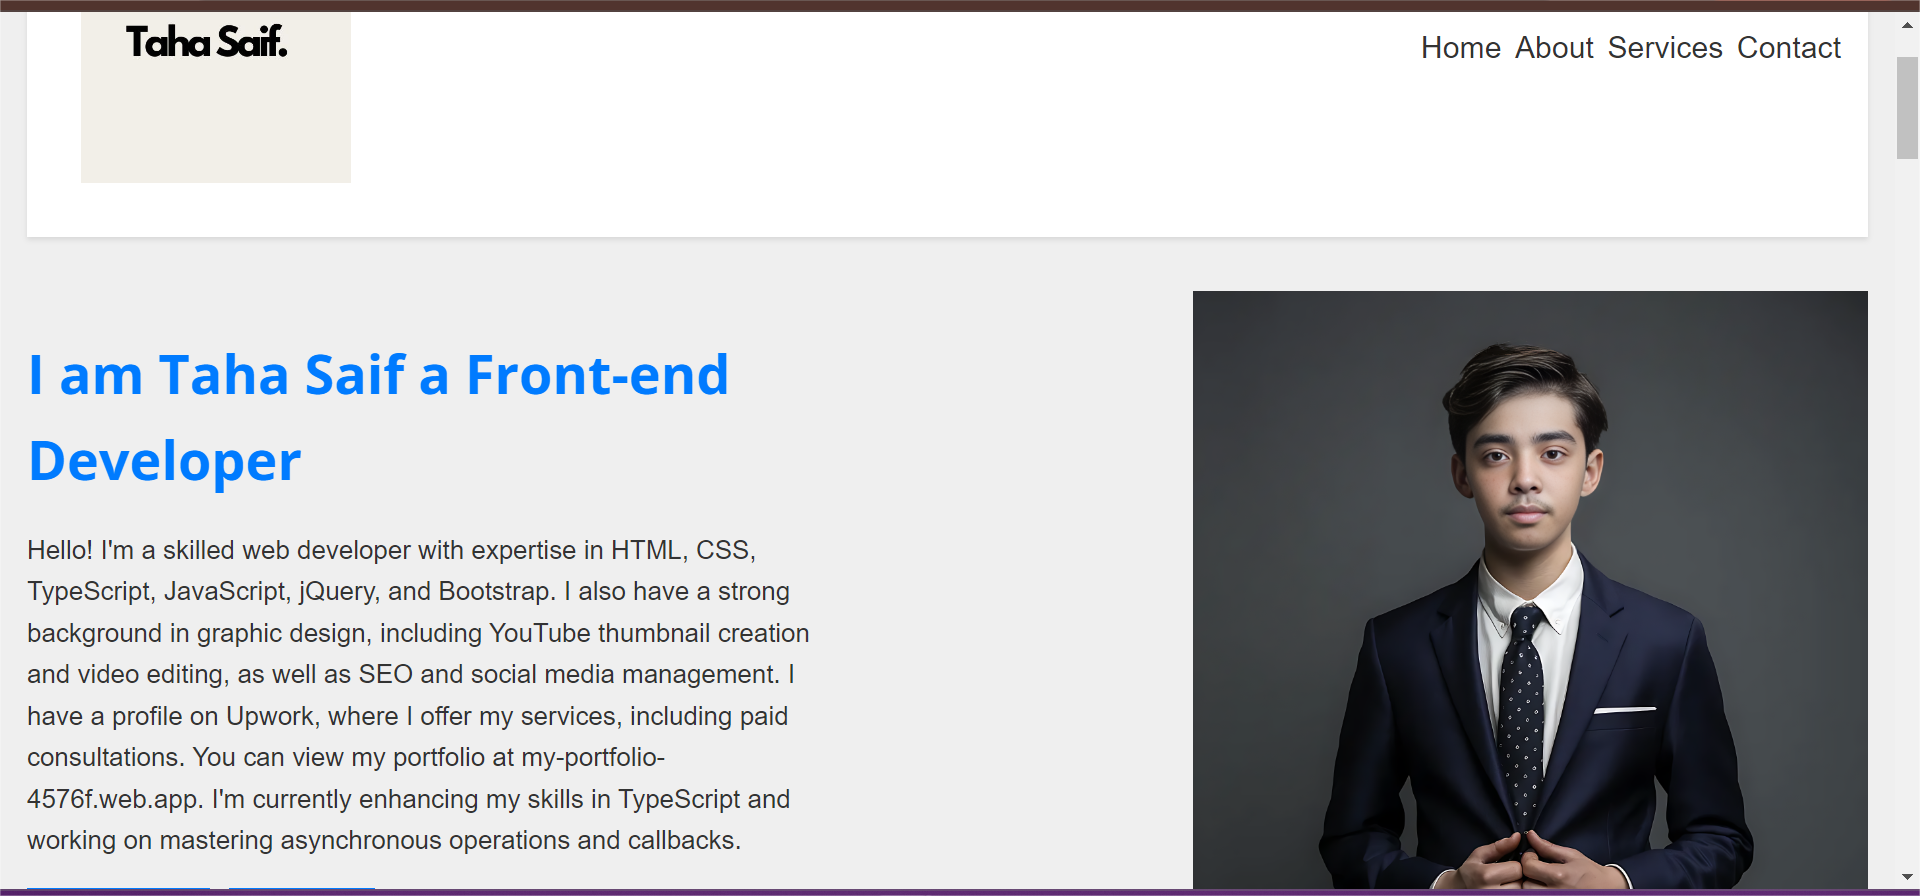 Taha Saif.
Home About Services Contact
I am Taha Saif a Front-end
Developer
Hello! I'm a skilled web developer with expertise in HTML, CSS,
TypeScript, JavaScript, jQuery, and Bootstrap. I also have a strong
background in graphic design, including YouTube thumbnail creation
and video editing, as well as SEO and social media management. I
have a profile on Upwork, where I offer my services, including paid
consultations. You can view my portfolio at my-portfolio-
4576f.web.app. I'm currently enhancing my skills in TypeScript and
working on mastering asynchronous operations and callbacks.